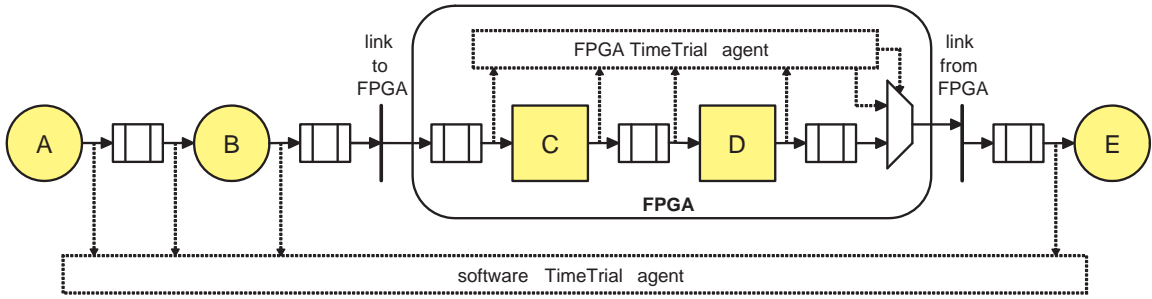 link
to
FPGA
FPGA TimeTrial agent
link
from
FPGA
A
B
C
D
E
FPGA
software TimeTrial agent